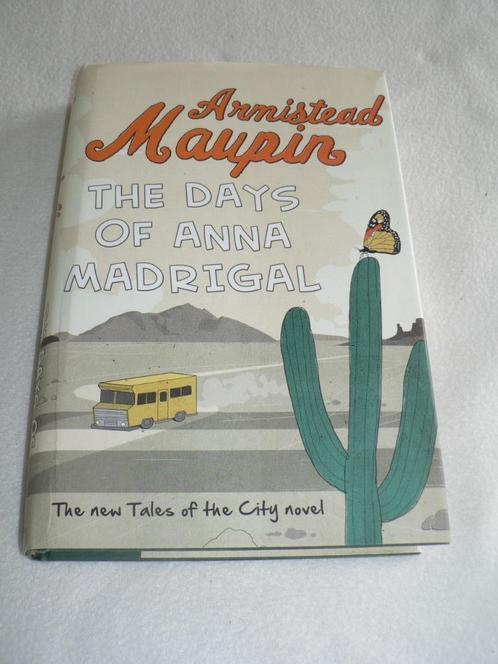 Armistead
Maupin
THE DAYS
OF ANNA
MADRIGAL
The new Tales of the City novel